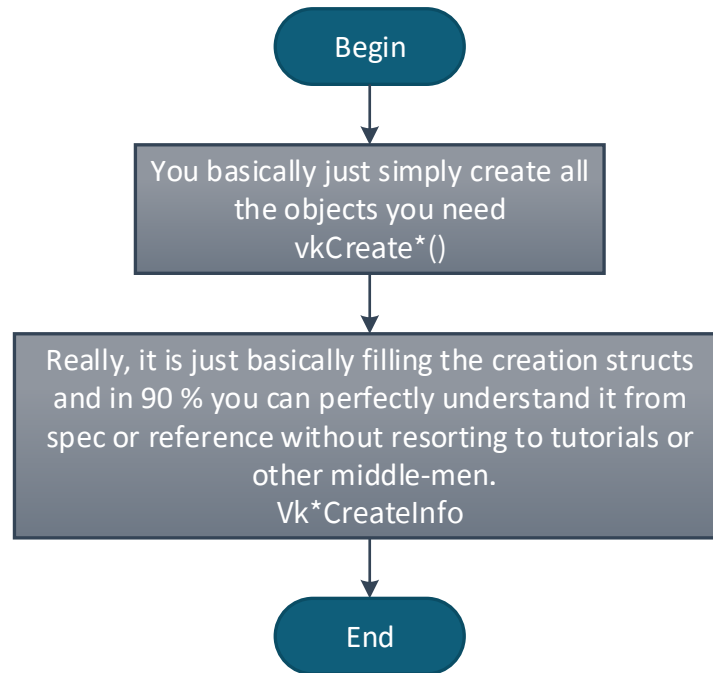 Begin
You basically just simply create all
the objects you need
vkCreate*()
Really, it is just basically filling the creation structs
and in 90 % you can perfectly understand it from
spec or reference without resorting to tutorials or
other middle-men.
Vk*CreateInfo
End